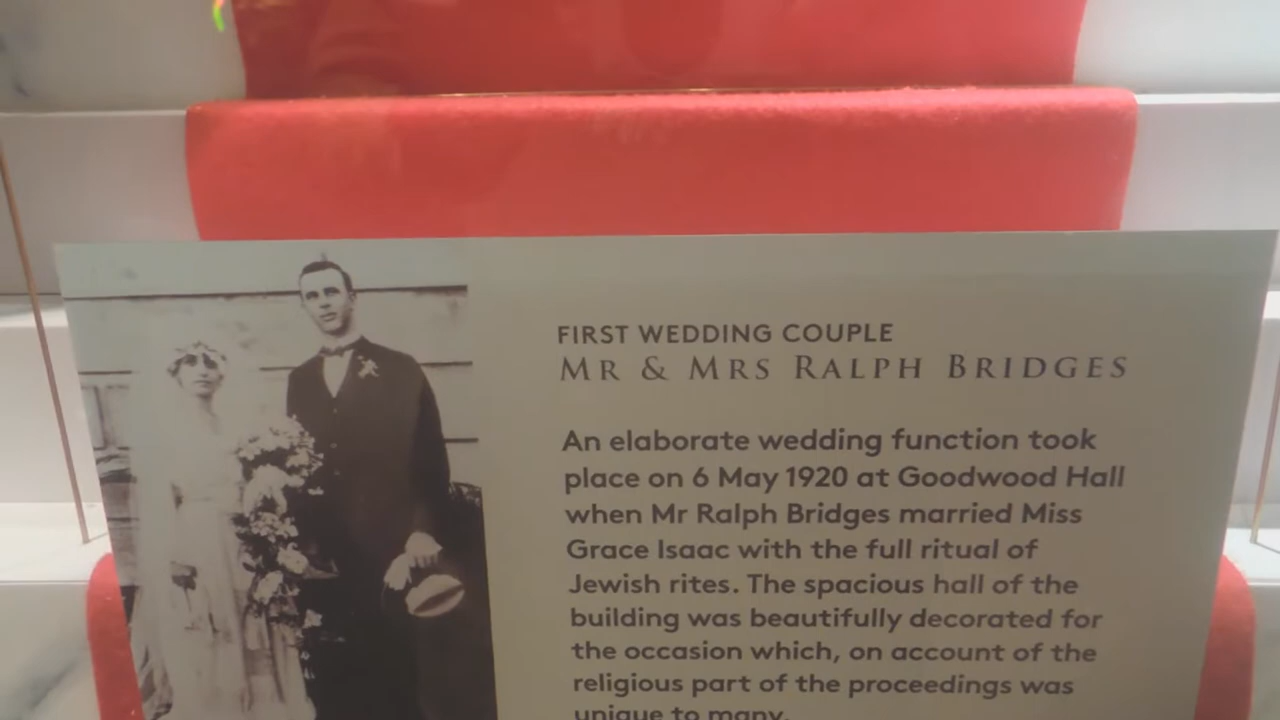 FIRST WEDDING COUPLE
MR & MRS RALPH BRIDGES
An elaborate wedding function took
place on 6 May 1920 at Goodwood Hall
when Mr Ralph Bridges married Miss
Grace Isaac with the full ritual of
Jewish rites. The spacious hall of the
building was beautifully decorated for
the occasion which, on account of the
religious part of the proceedings was
unique to many.